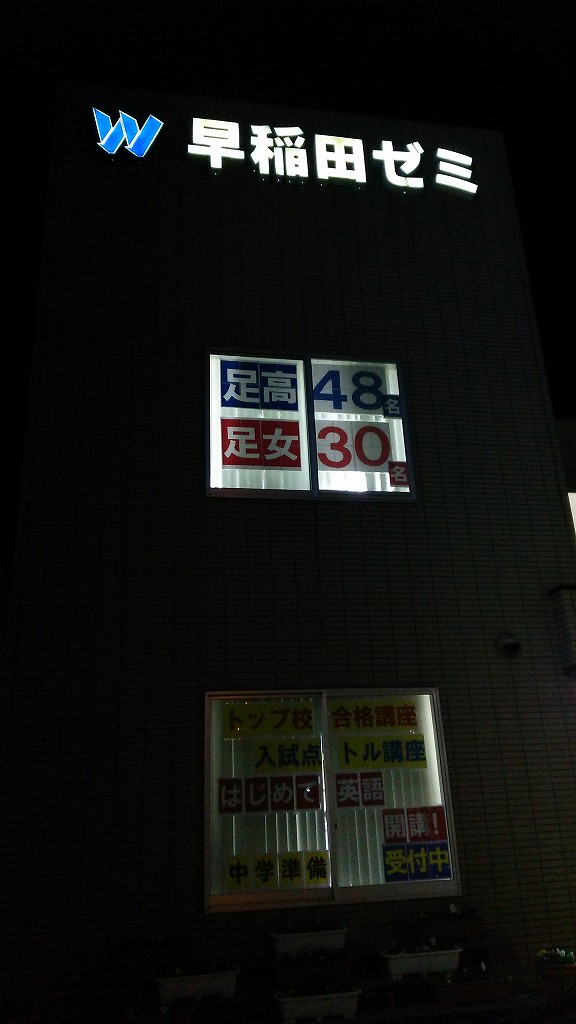 W 早稲田ゼミ
足高 48名
足女 30名
トップ校 合格講座
入試点トル講座
はじめて 英語
開講!
中学準備 受付中